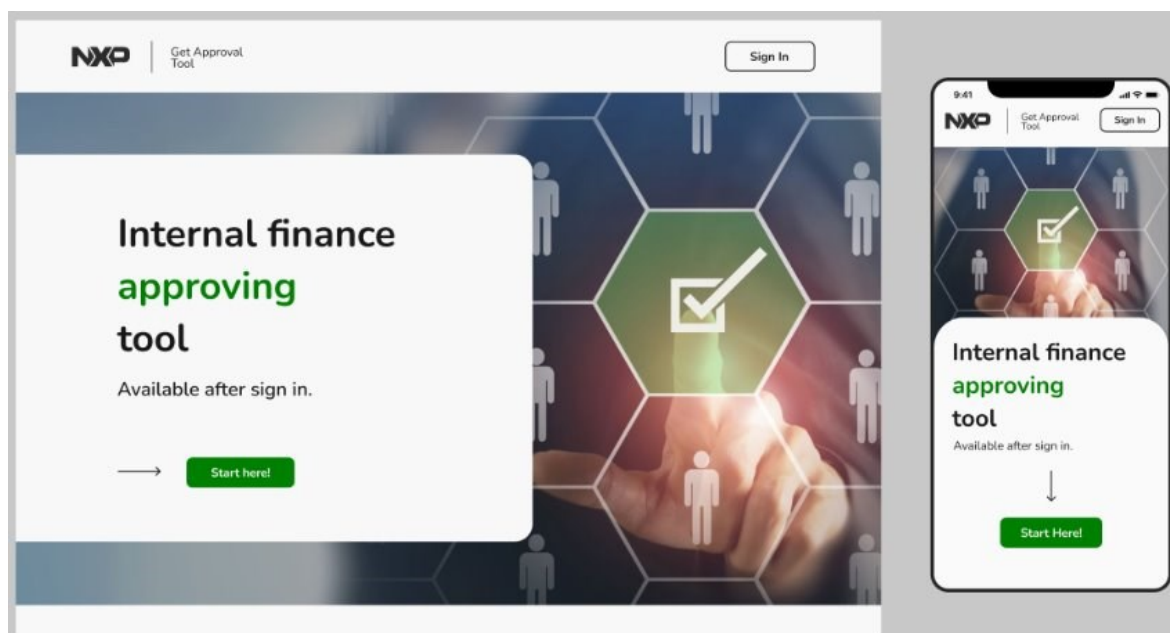 NXP
Get Approval
Tool
Sign In
Internal finance
approving
tool
Available after sign in.
Start here!
9:41
NXP
Get Approval
Tool
Sign In
Internal finance
approving
tool
Available after sign in.
Start Here!